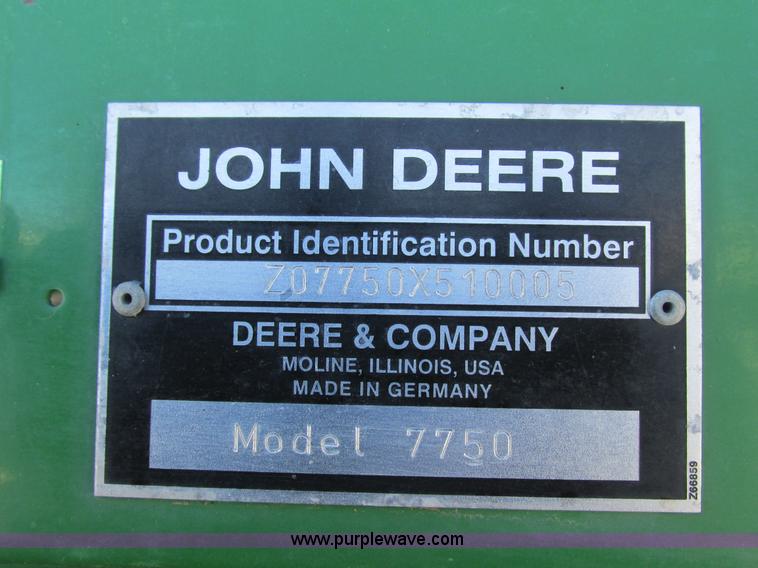 JOHN DEERE
Product Identification Number
Z07750X510005
DEERE & COMPANY
MOLINE, ILLINOIS, USA
MADE IN GERMANY
Model 7750
Z66859
www.purplewave.com